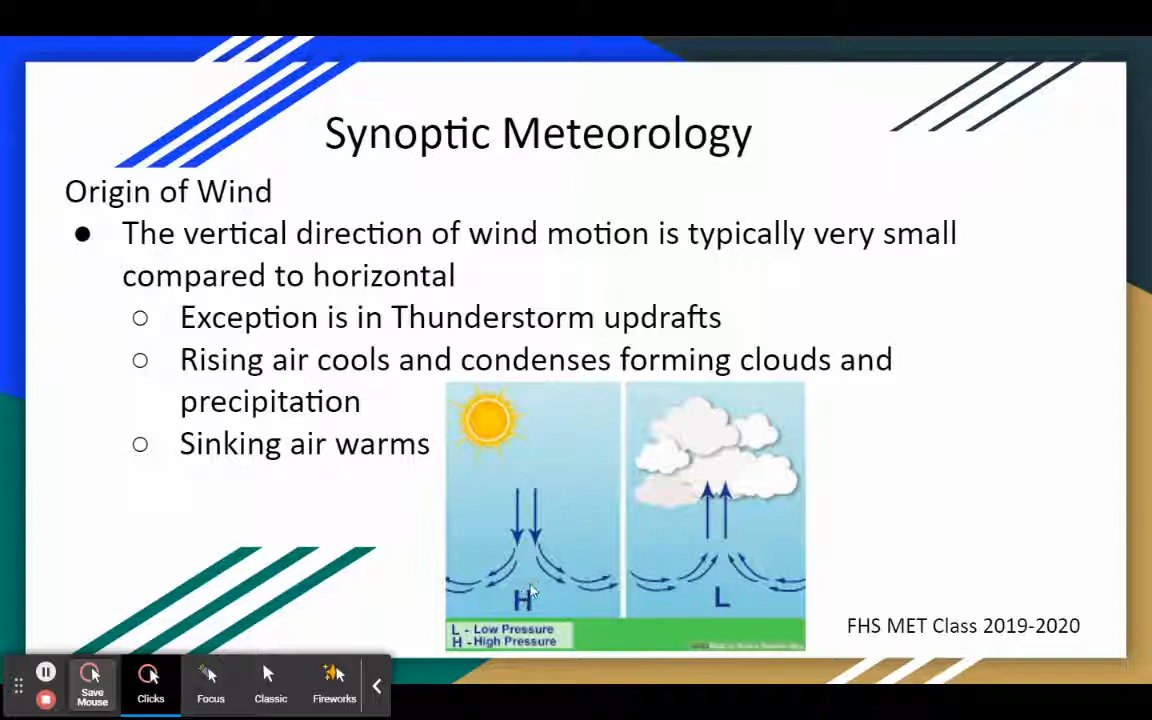 Synoptic Meteorology
Origin of Wind
● The vertical direction of wind motion is typically very small
compared to horizontal
○ Exception is in Thunderstorm updrafts
○ Rising air cools and condenses forming clouds and
precipitation
○ Sinking air warms
H
L
L - Low Pressure
H - High Pressure
FHS MET Class 2019-2020
Save
Mouse
Clicks
Focus
Classic
Fireworks